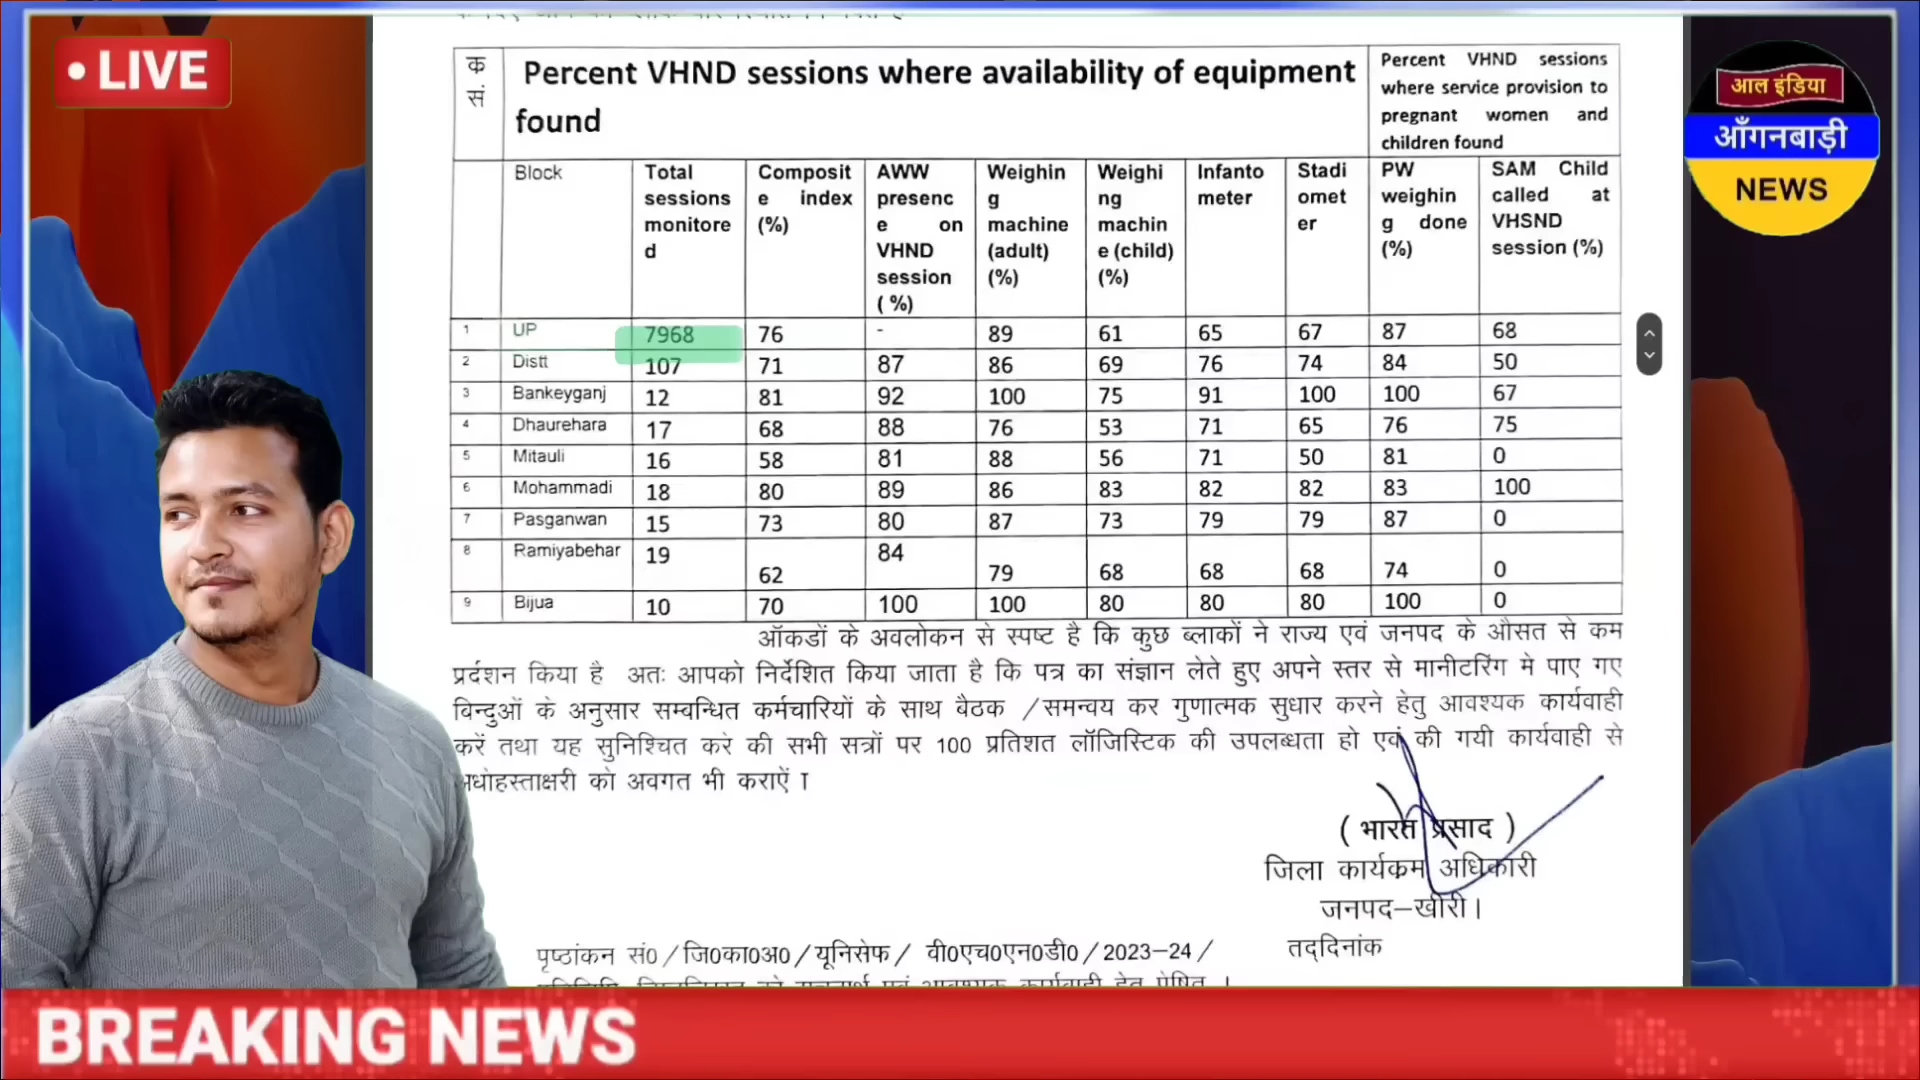 • LIVE
आल इंडिया
आँगनबाड़ी
NEWS
क सं
Percent VHND sessions where availability of equipment found
Percent VHND sessions where service provision to pregnant women and children found
Block
Total sessions monitored
Composite index (%)
AWW presence on VHND session ( %)
Weighing machine (adult) (%)
Weighing machine (child) (%)
Infantometer
Stadiometer
PW weighing done (%)
SAM Child called at VHSND session (%)
1 UP 7968 76 - 89 61 65 67 87 68
2 Distt 107 71 87 86 69 76 74 84 50
3 Bankeyganj 12 81 92 100 75 91 100 100 67
4 Dhaurehara 17 68 88 76 53 71 65 76 75
5 Mitauli 16 58 81 88 56 71 50 81 0
6 Mohammadi 18 80 89 86 83 82 82 83 100
7 Pasganwan 15 73 80 87 73 79 79 87 0
8 Ramiyabehar 19 62 84 79 68 68 68 74 0
9 Bijua 10 70 100 100 80 80 80 100 0
ऑकडों के अवलोकन से स्पष्ट है कि कुछ ब्लाकों ने राज्य एवं जनपद के औसत से कम
प्रर्दशन किया है अतः आपको निर्देशित किया जाता है कि पत्र का संज्ञान लेते हुए अपने स्तर से मानीटरिंग मे पाए गए
विन्दुओं के अनुसार सम्बन्धित कर्मचारियों के साथ बैठक /समन्वय कर गुणात्मक सुधार करने हेतु आवश्यक कार्यवाही
करें तथा यह सुनिश्चित करे की सभी सत्रों पर 100 प्रतिशत लॉजिस्टिक की उपलब्धता हो एवं की गयी कार्यवाही से
अधोहस्ताक्षरी को अवगत भी कराऐं I
( भारत प्रसाद )
जिला कार्यकम अधिकारी
जनपद–खीरी।
पृष्ठांकन सं0/जि0का0अ0/यूनिसेफ/ वी0एच0एन0डी0/2023–24/
तद्दिनांक
BREAKING NEWS